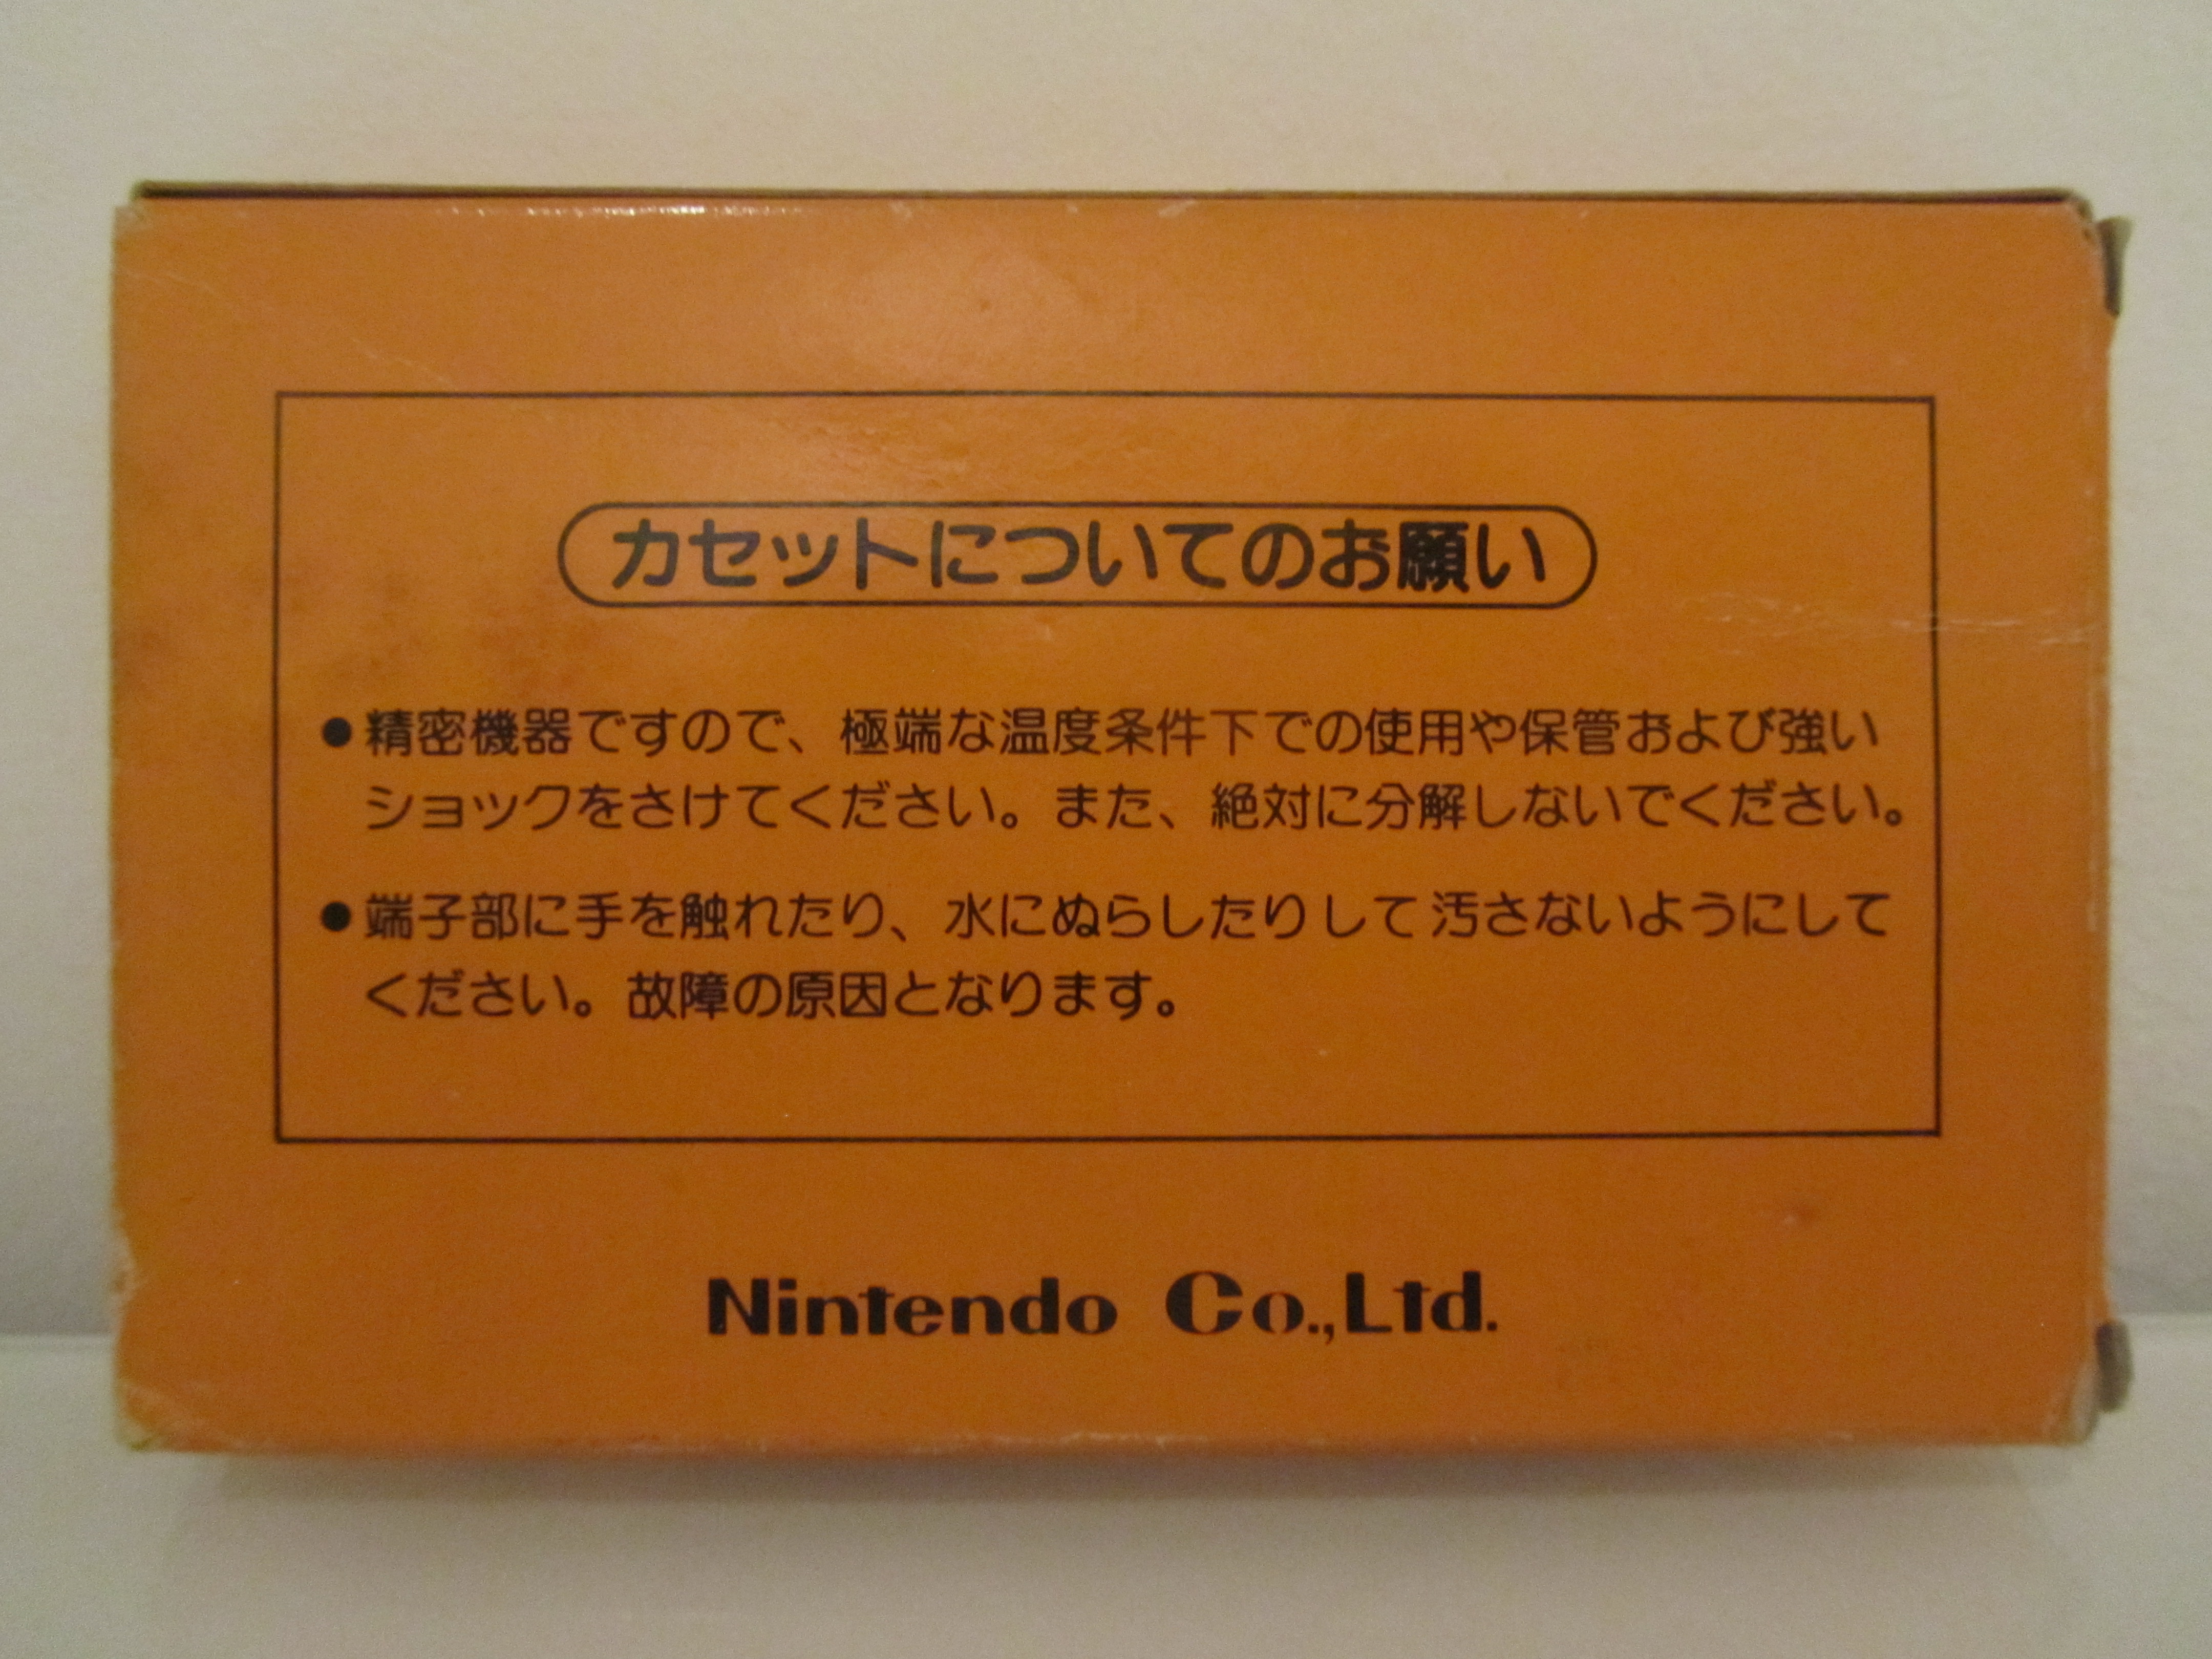 カセットについてのお願い
●精密機器ですので、極端な温度条件下での使用や保管および強い
ショックをさけてください。また、絶対に分解しないでください。
●端子部に手を触れたり、水にぬらしたりして汚さないようにして
ください。故障の原因となります。
Nintendo Co.,Ltd.